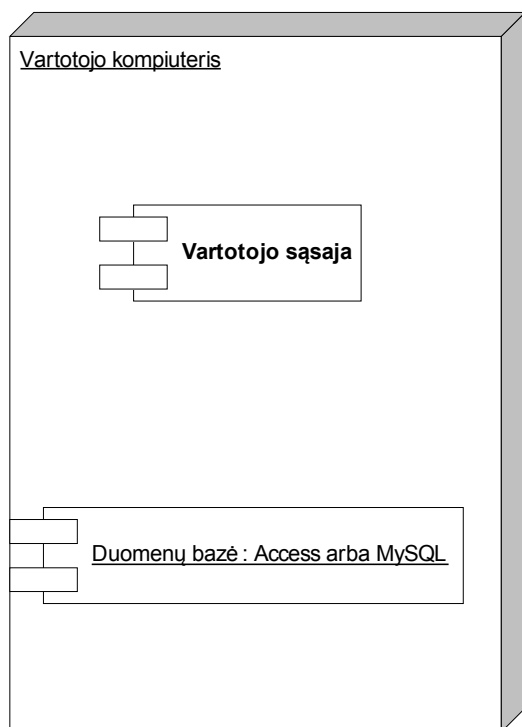 Vartotojo kompiuteris
Vartotojo sąsaja
Duomenų bazė : Access arba MySQL